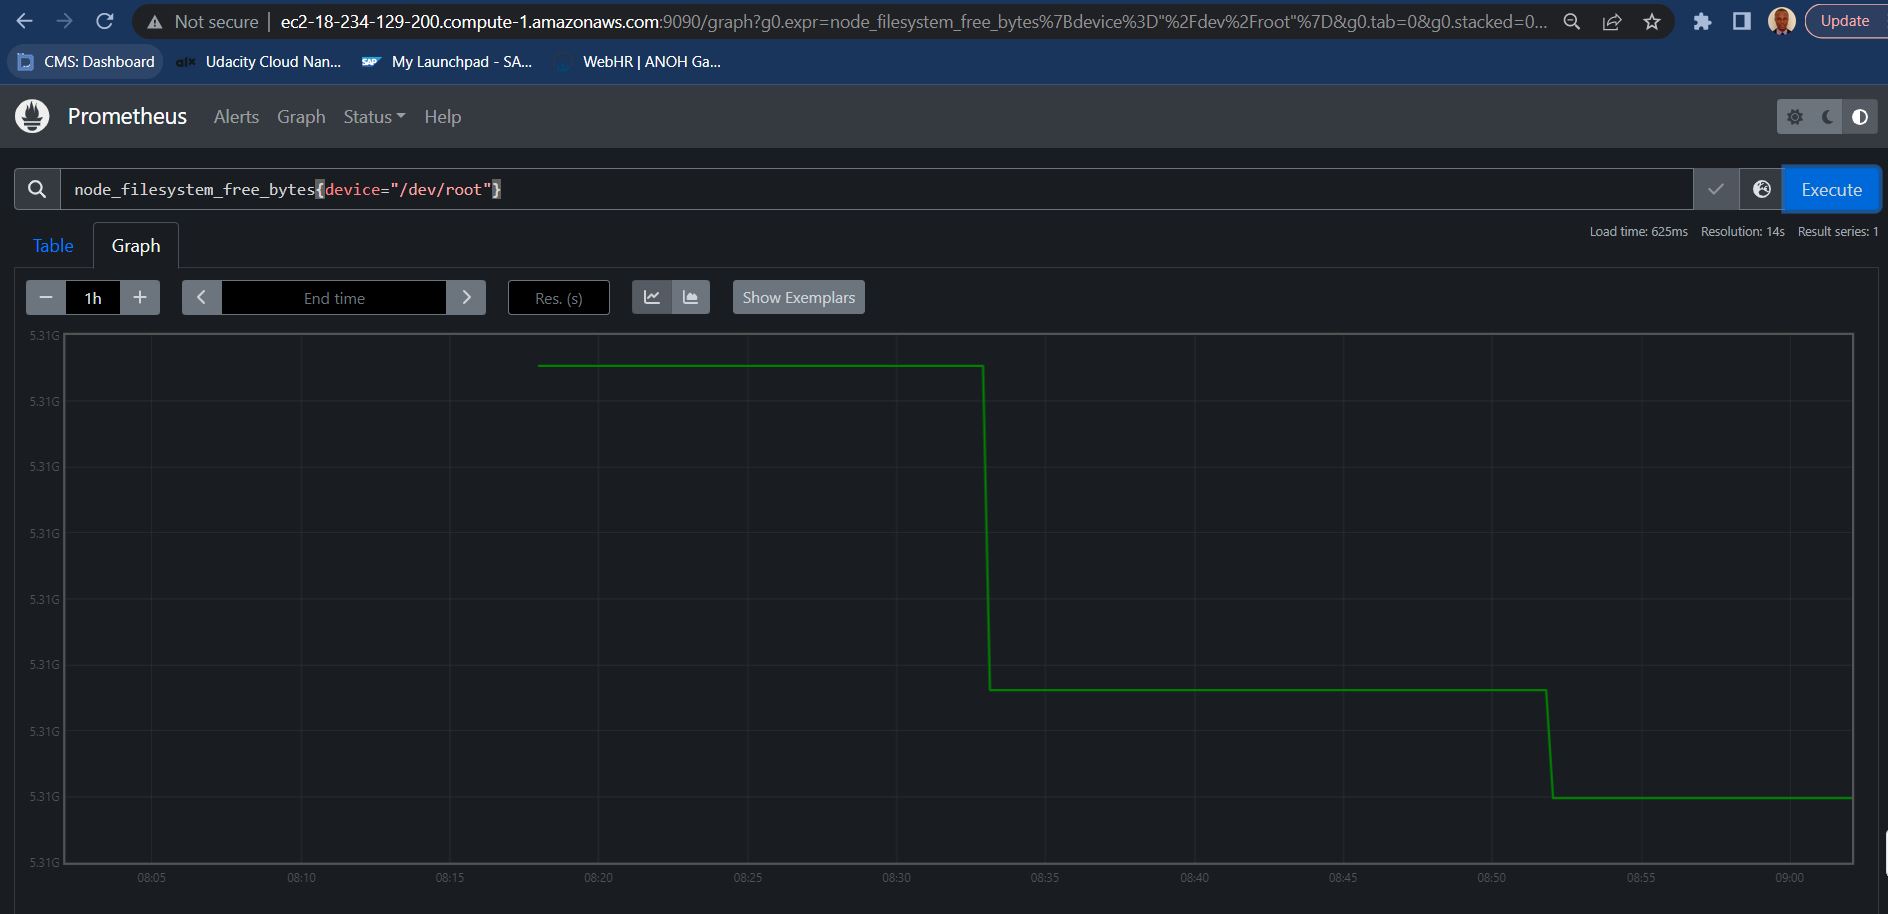 Not secure | ec2-18-234-129-200.compute-1.amazonaws.com:9090/graph?g0.expr=node_filesystem_free_bytes%7Bdevice%3D"%2Fdev%2Froot"%7D&g0.tab=0&g0.stacked=0... Update
CMS: Dashboard alx Udacity Cloud Nan... SAP My Launchpad - SA... WebHR | ANOH Ga...
Prometheus Alerts Graph Status Help
node_filesystem_free_bytes{device="/dev/root"} Execute
Load time: 625ms Resolution: 14s Result series: 1
Table Graph
1h End time Res. (s) Show Exemplars
5.31G
5.31G
5.31G
5.31G
5.31G
5.31G
5.31G
5.31G
5.31G
08:05 08:10 08:15 08:20 08:25 08:30 08:35 08:40 08:45 08:50 08:55 09:00